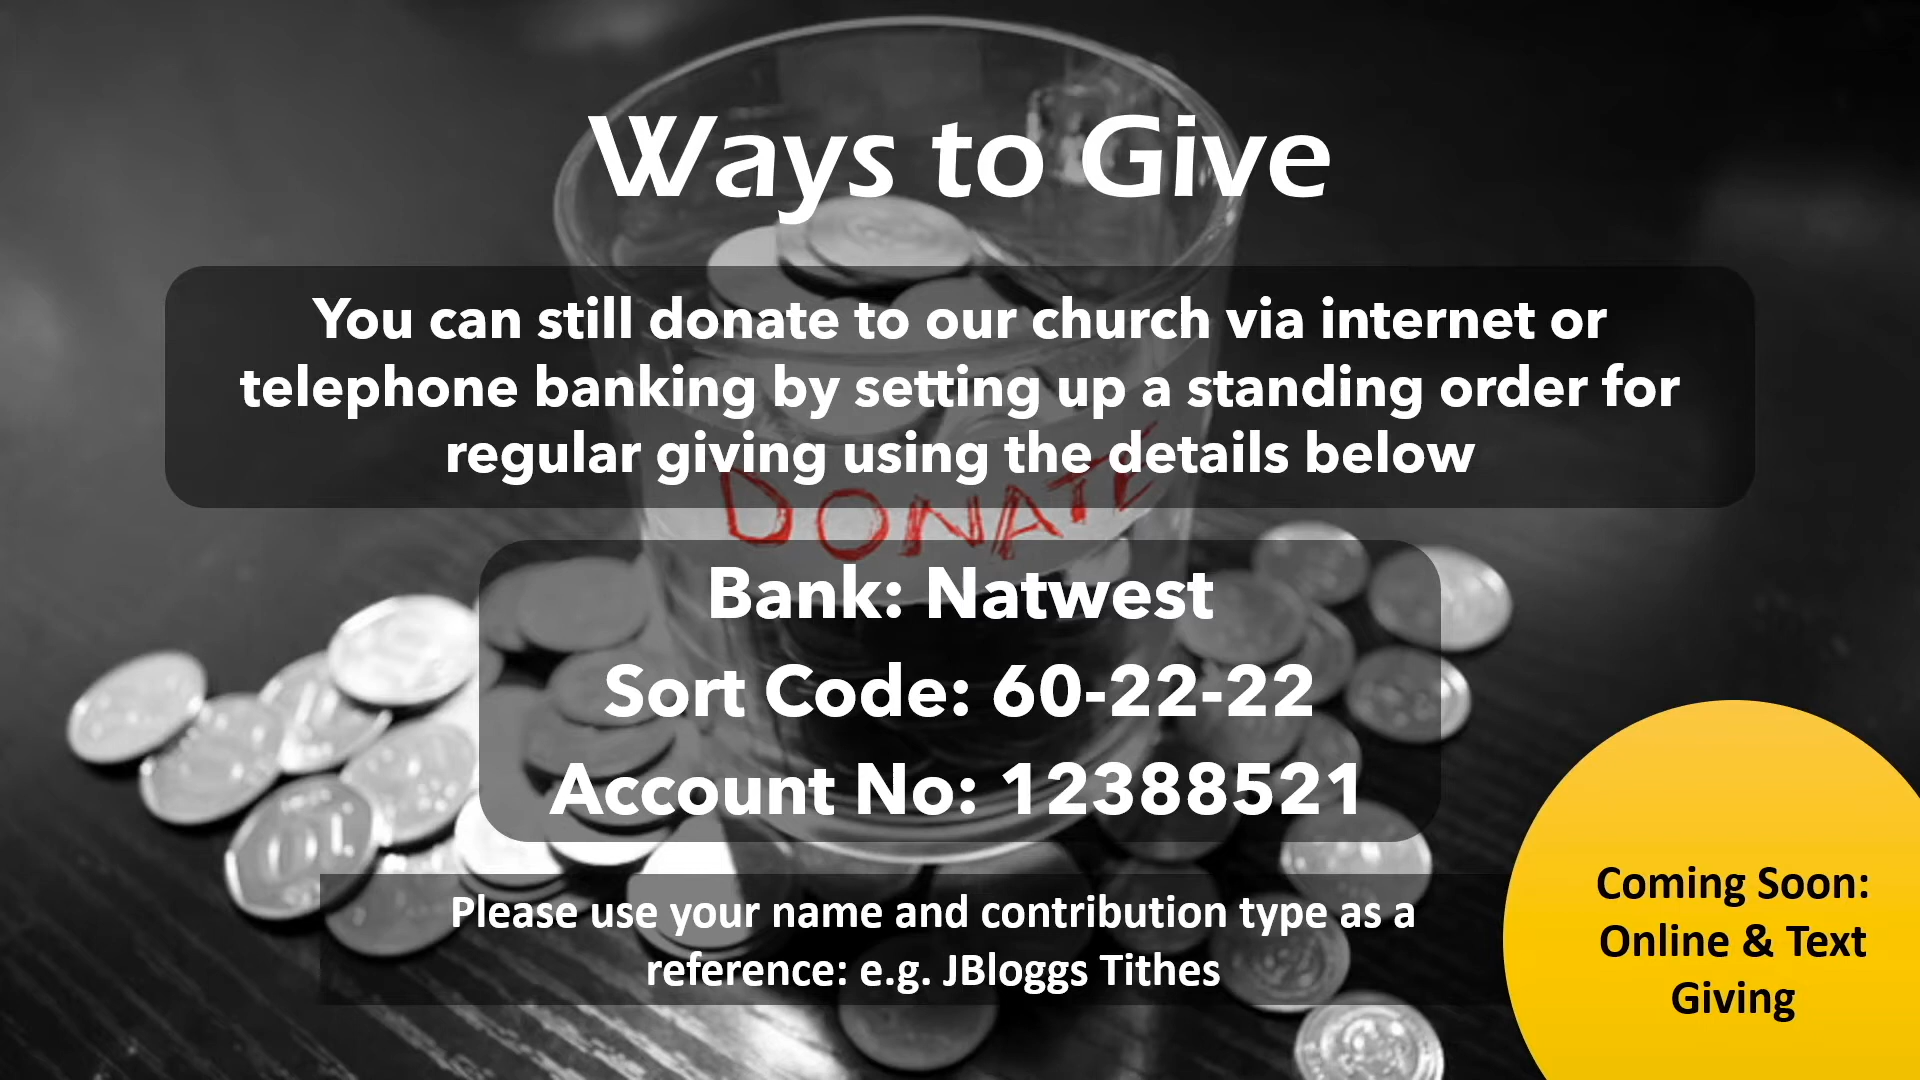 Ways to Give
You can still donate to our church via internet or
telephone banking by setting up a standing order for
regular giving using the details below
DONATE
Bank: Natwest
Sort Code: 60-22-22
Account No: 12388521
Please use your name and contribution type as a
reference: e.g. JBloggs Tithes
Coming Soon:
Online & Text
Giving